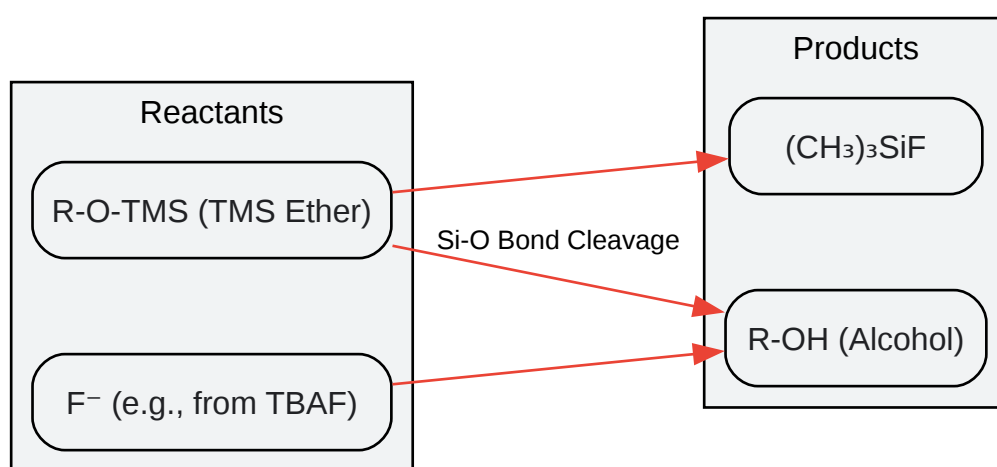 Reactants
R-O-TMS (TMS Ether)
F⁻ (e.g., from TBAF)
Si-O Bond Cleavage
Products
(CH₃)₃SiF
R-OH (Alcohol)